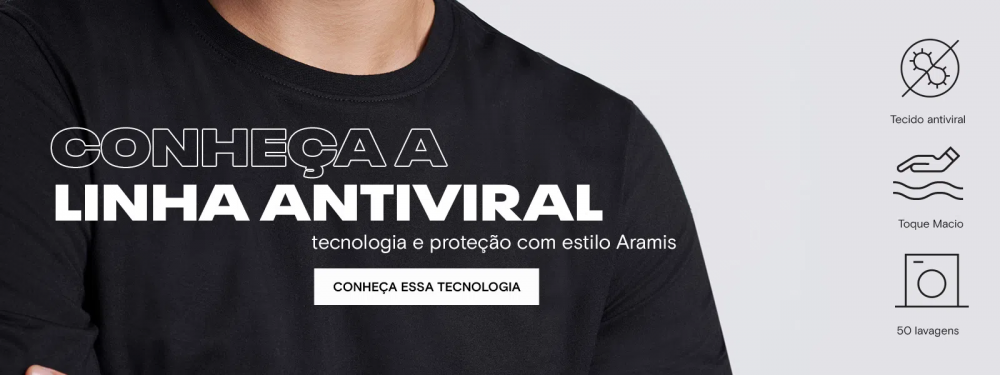 CONHEÇA A
LINHA ANTIVIRAL
tecnologia e proteção com estilo Aramis
CONHEÇA ESSA TECNOLOGIA
Tecido antiviral
Toque Macio
50 lavagens